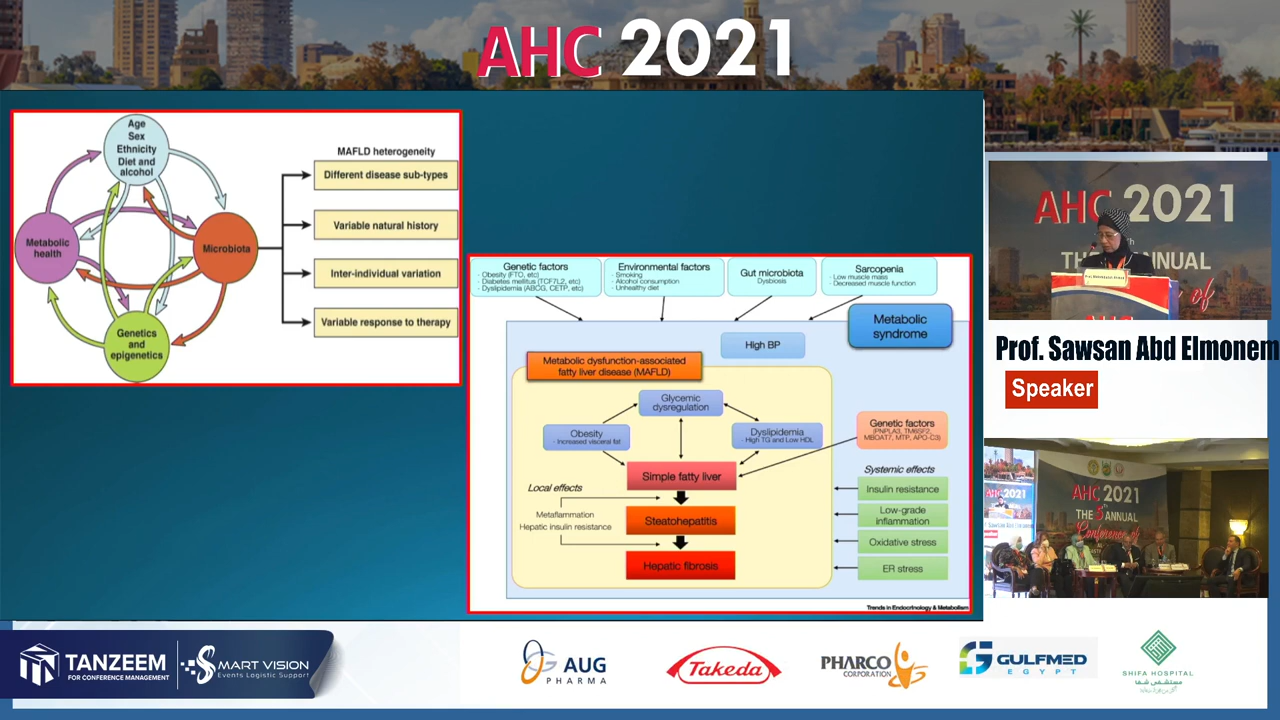 AHC 2021
Age
Sex
Ethnicity
Diet and
alcohol
Metabolic
health
Microbiota
Genetics
and
epigenetics
MAFLD heterogeneity
Different disease sub-types
Variable natural history
Inter-individual variation
Variable response to therapy
Genetic factors
- Obesity (FTO, etc)
- Diabetes mellitus (TCF7L2, etc)
- Dyslipidemia (ABCG, CETP, etc)
Environmental factors
- Smoking
- Alcohol consumption
- Unhealthy diet
Gut microbiota
Dysbiosis
Sarcopenia
- Low muscle mass
- Decreased muscle function
Metabolic
syndrome
High BP
Metabolic dysfunction-associated
fatty liver disease (MAFLD)
Glycemic
dysregulation
Obesity
- Increased visceral fat
Dyslipidemia
- High TG and Low HDL
Genetic factors
(PNPLA3, TM6SF2,
MBOAT7, MTP, APO-C3)
Simple fatty liver
Local effects
Metaflammation
Hepatic insulin resistance
Steatohepatitis
Hepatic fibrosis
Systemic effects
Insulin resistance
Low-grade
inflammation
Oxidative stress
ER stress
Trends in Endocrinology & Metabolism
AHC 2021
Prof. Sawsan Abd Elmonem
Speaker
AHC 2021
THE 5 ANNUAL
Conference of
TANZEEM
FOR CONFERENCE MANAGEMENT
SMART VISION
Events Logistic Support
AUG
PHARMA
Takeda
PHARCO
CORPORATION
GULFMED
EGYPT
SHIFA HOSPITAL
مستشفى شفا